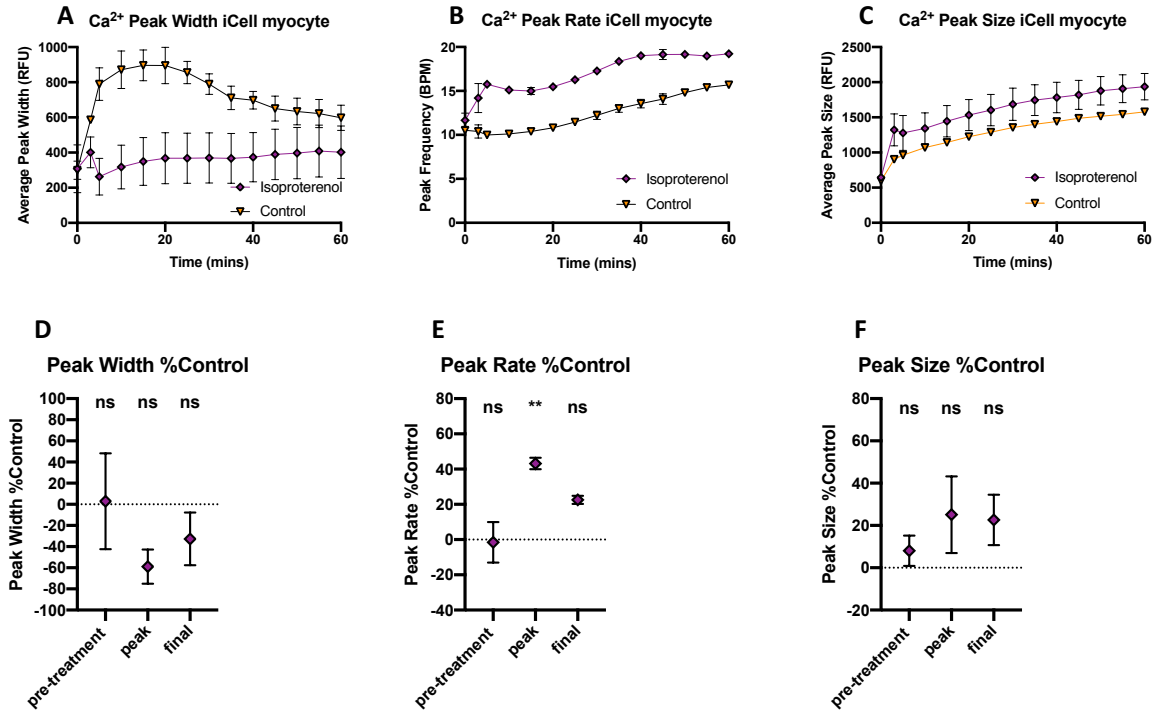 A
Ca²⁺ Peak Width iCell myocyte
Average Peak Width (RFU)
1000
800
600
400
200
0
0 20 40 60
Time (mins)
Isoproterenol
Control
B
Ca²⁺ Peak Rate iCell myocyte
Peak Frequency (BPM)
20
15
10
5
0
0 20 40 60
Time (mins)
Isoproterenol
Control
C
Ca²⁺ Peak Size iCell myocyte
Average Peak Size (RFU)
2500
2000
1500
1000
500
0
0 20 40 60
Time (mins)
Isoproterenol
Control
D
Peak Width %Control
Peak Width %Control
100
80
60
40
20
0
-20
-40
-60
-80
-100
ns ns ns
pre-treatment
peak
final
E
Peak Rate %Control
Peak Rate %Control
80
60
40
20
0
-20
-40
ns ** ns
pre-treatment
peak
final
F
Peak Size %Control
Peak Size %Control
80
60
40
20
0
-20
ns ns ns
pre-treatment
peak
final